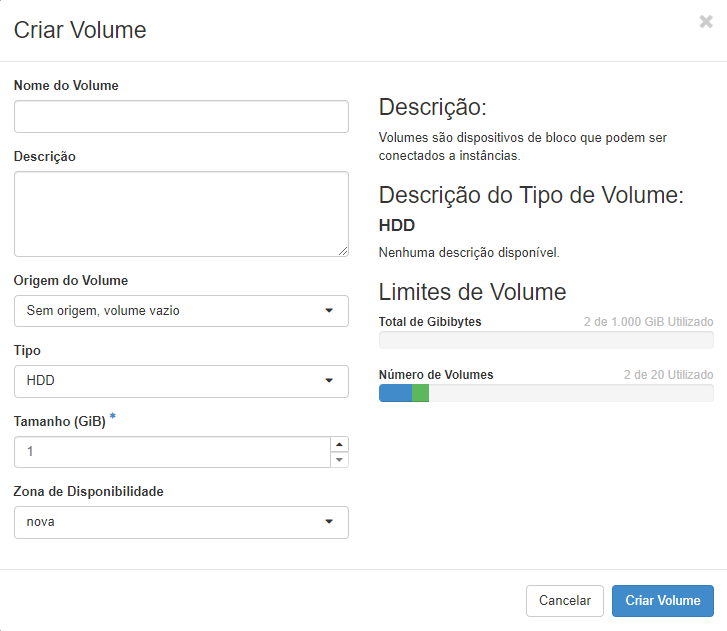 Criar Volume
×
Nome do Volume
Descrição
Origem do Volume
Sem origem, volume vazio
Tipo
HDD
Tamanho (GiB) *
1
Zona de Disponibilidade
nova
Descrição:
Volumes são dispositivos de bloco que podem ser
conectados a instâncias.
Descrição do Tipo de Volume:
HDD
Nenhuma descrição disponível.
Limites de Volume
Total de Gibibytes 2 de 1.000 GiB Utilizado
Número de Volumes 2 de 20 Utilizado
Cancelar
Criar Volume